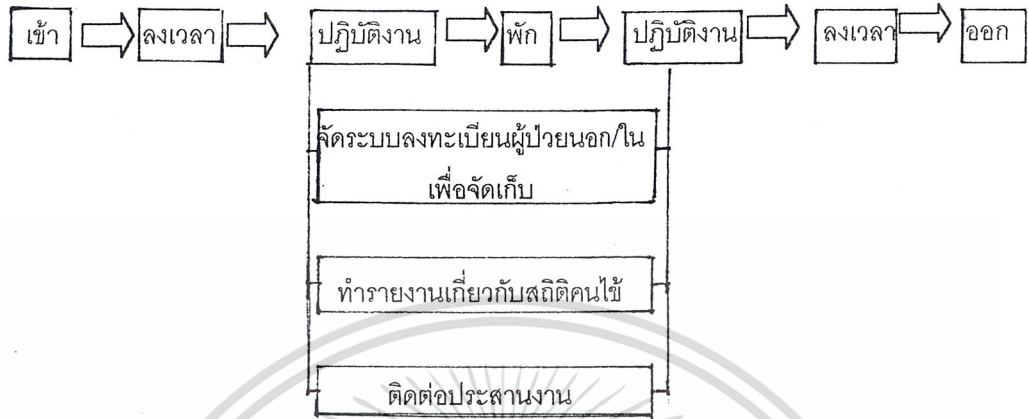 เข้า ลงเวลา ปฏิบัติงาน พัก ปฏิบัติงาน ลงเวลา ออก
จัดระบบลงทะเบียนผู้ป่วยนอก/ใน
เพื่อจัดเก็บ
ทำรายงานเกี่ยวกับสถิติคนไข้
ติดต่อประสานงาน